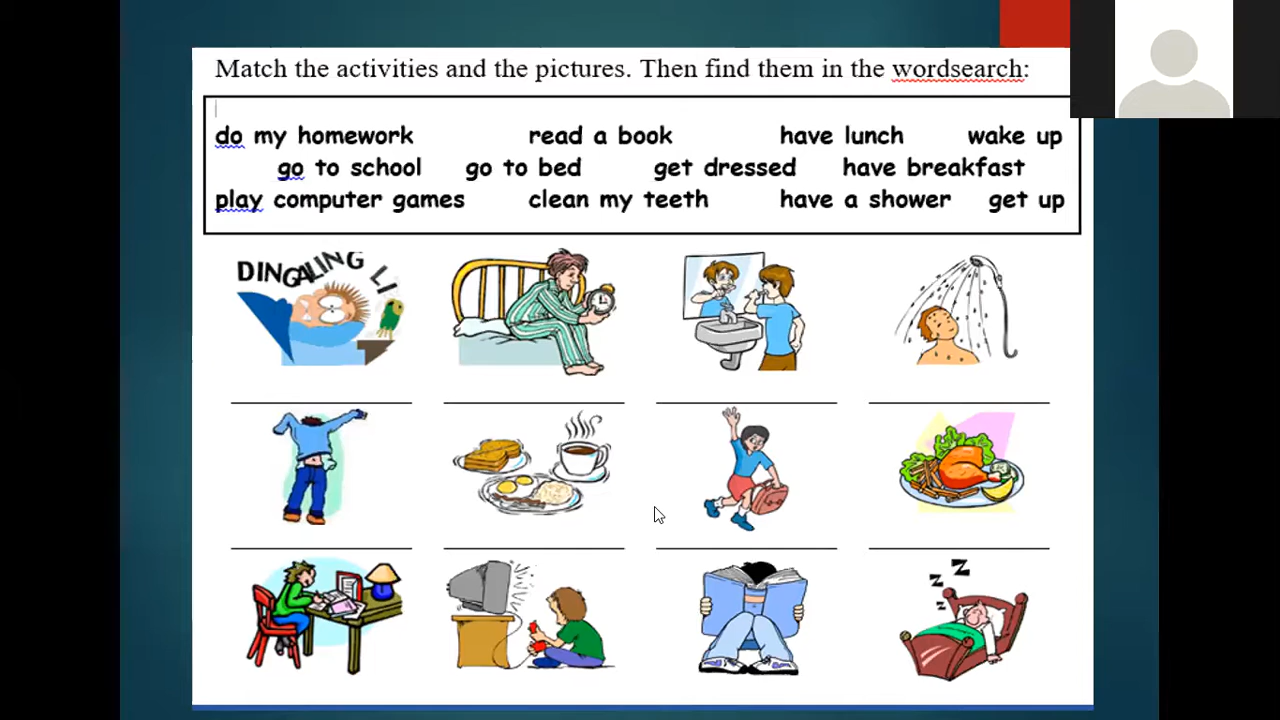 Match the activities and the pictures. Then find them in the wordsearch:
do my homework read a book have lunch wake up
go to school go to bed get dressed have breakfast
play computer games clean my teeth have a shower get up
DINGALING LI
Z Z
Z